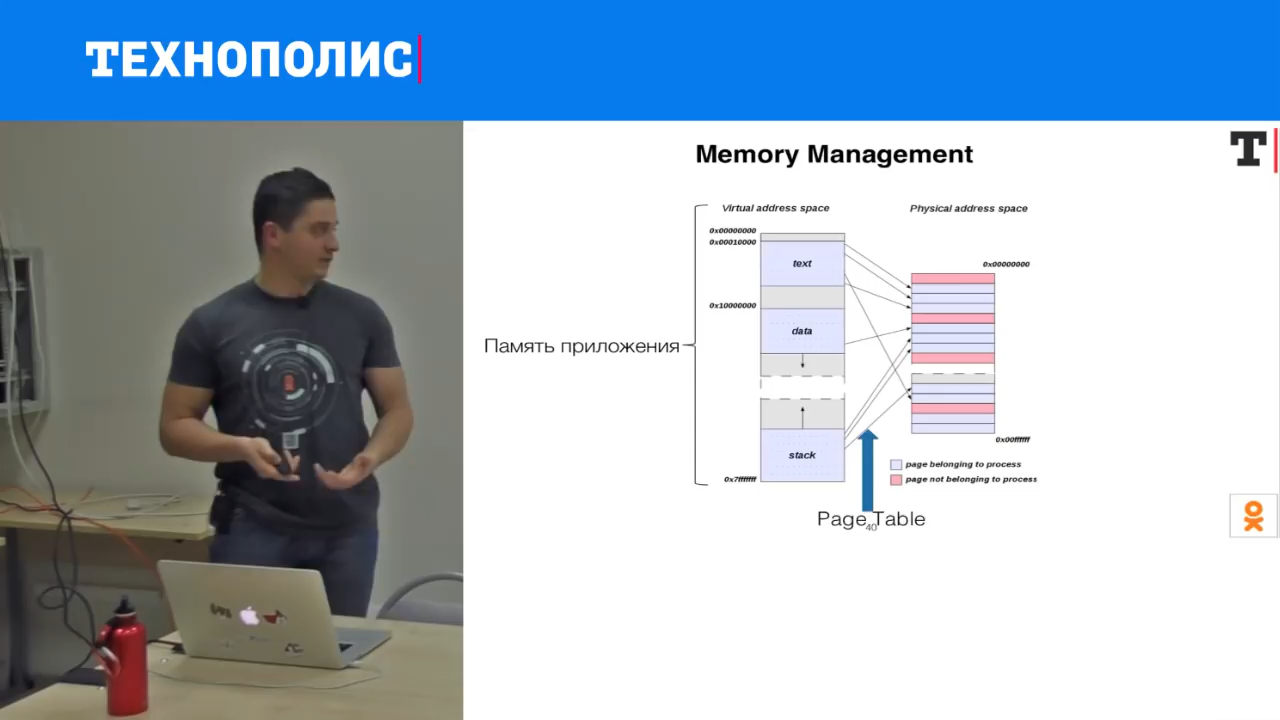 ТЕХНОПОЛИС
Memory Management
T
Virtual address space
Physical address space
0x00000000
0x00010000
text
0x00000000
0x10000000
data
Память приложения
stack
0x00ffffff
page belonging to process
0x7fffffff
page not belonging to process
Page Table
40